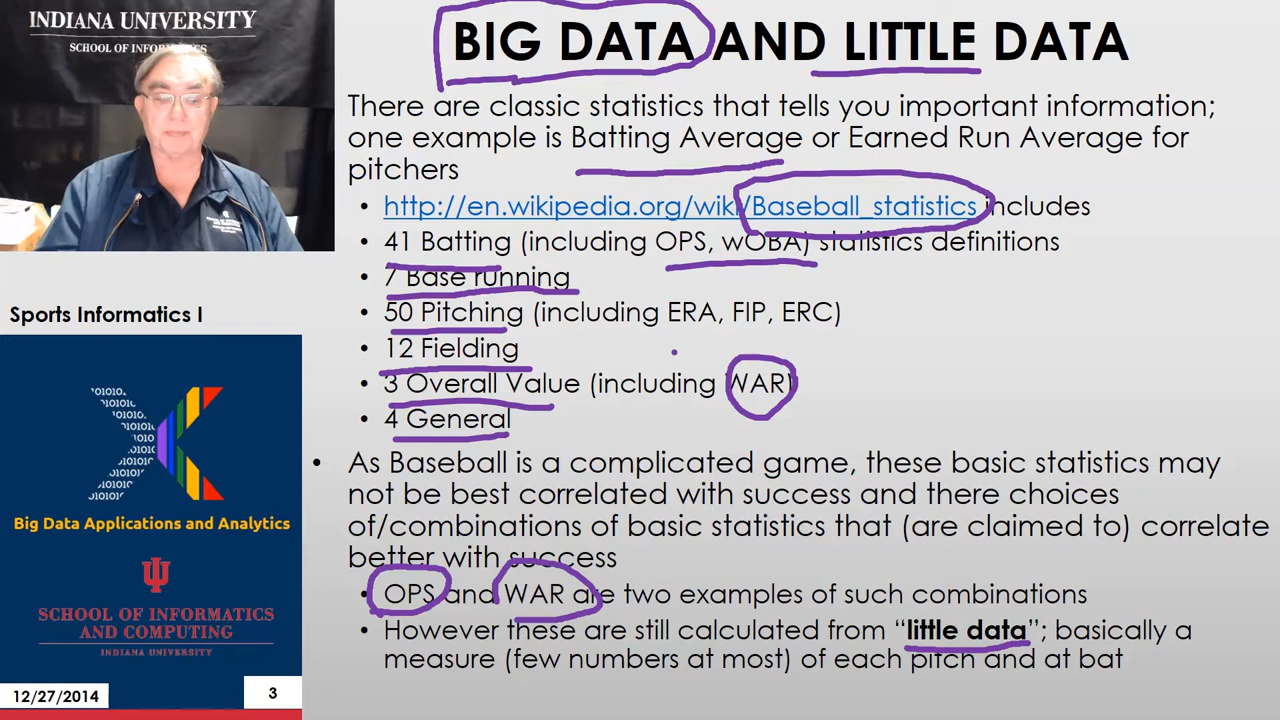 INDIANA UNIVERSITY
SCHOOL OF INFORMATICS
BIG DATA AND LITTLE DATA
There are classic statistics that tells you important information;
one example is Batting Average or Earned Run Average for
pitchers
• http://en.wikipedia.org/wiki/Baseball_statistics includes
• 41 Batting (including OPS, wOBA) statistics definitions
• 7 Base running
• 50 Pitching (including ERA, FIP, ERC)
• 12 Fielding
• 3 Overall Value (including WAR)
• 4 General
• As Baseball is a complicated game, these basic statistics may
not be best correlated with success and there choices
of/combinations of basic statistics that (are claimed to) correlate
better with success
• OPS and WAR are two examples of such combinations
• However these are still calculated from “little data”; basically a
measure (few numbers at most) of each pitch and at bat
Sports Informatics I
Big Data Applications and Analytics
SCHOOL OF INFORMATICS
AND COMPUTING
INDIANA UNIVERSITY
12/27/2014
3